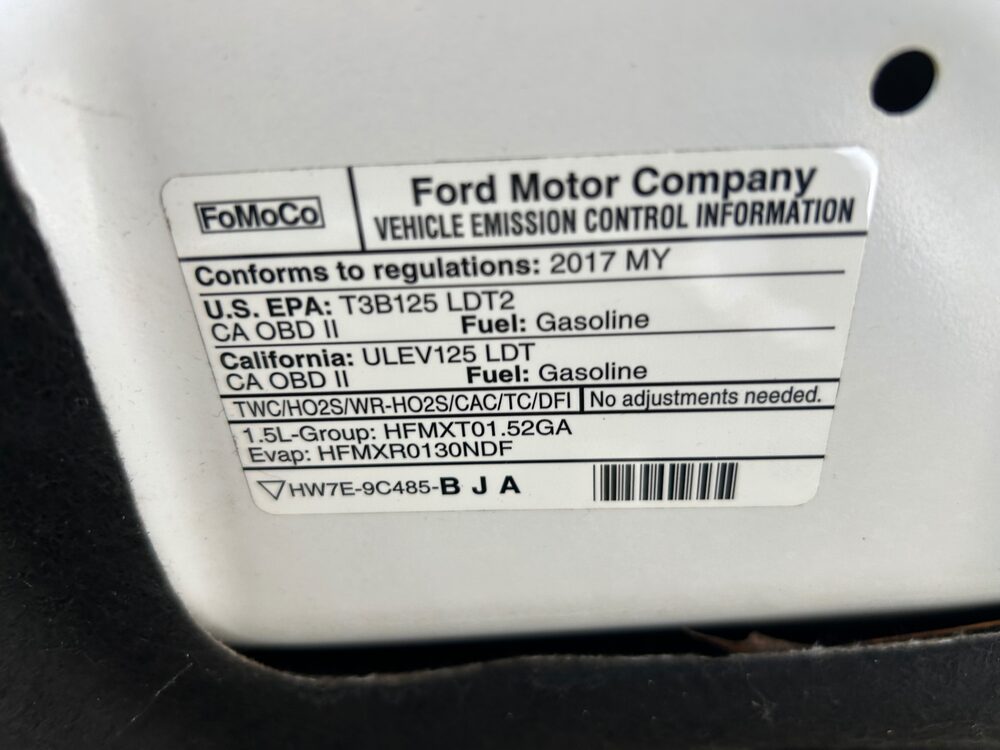 FoMoCo
Ford Motor Company
VEHICLE EMISSION CONTROL INFORMATION
Conforms to regulations: 2017 MY
U.S. EPA: T3B125 LDT2
CA OBD II Fuel: Gasoline
California: ULEV125 LDT
CA OBD II Fuel: Gasoline
TWC/HO2S/WR-HO2S/CAC/TC/DFI No adjustments needed.
1.5L-Group: HFMXT01.52GA
Evap: HFMXR0130NDF
HW7E-9C485-B J A